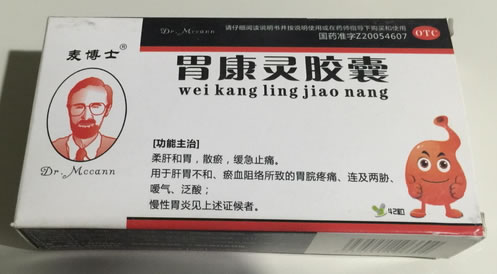 麦博士®
Dr. Mccann
Dr. Mccann
请仔细阅读说明书并按说明使用或在药师指导下购买和使用
国药准字Z20054607
OTC
胃康灵胶囊
wei kang ling jiao nang
[功能主治]
柔肝和胃，散瘀，缓急止痛。
用于肝胃不和、瘀血阻络所致的胃脘疼痛、连及两胁、
嗳气、泛酸；
慢性胃炎见上述证候者。
42粒